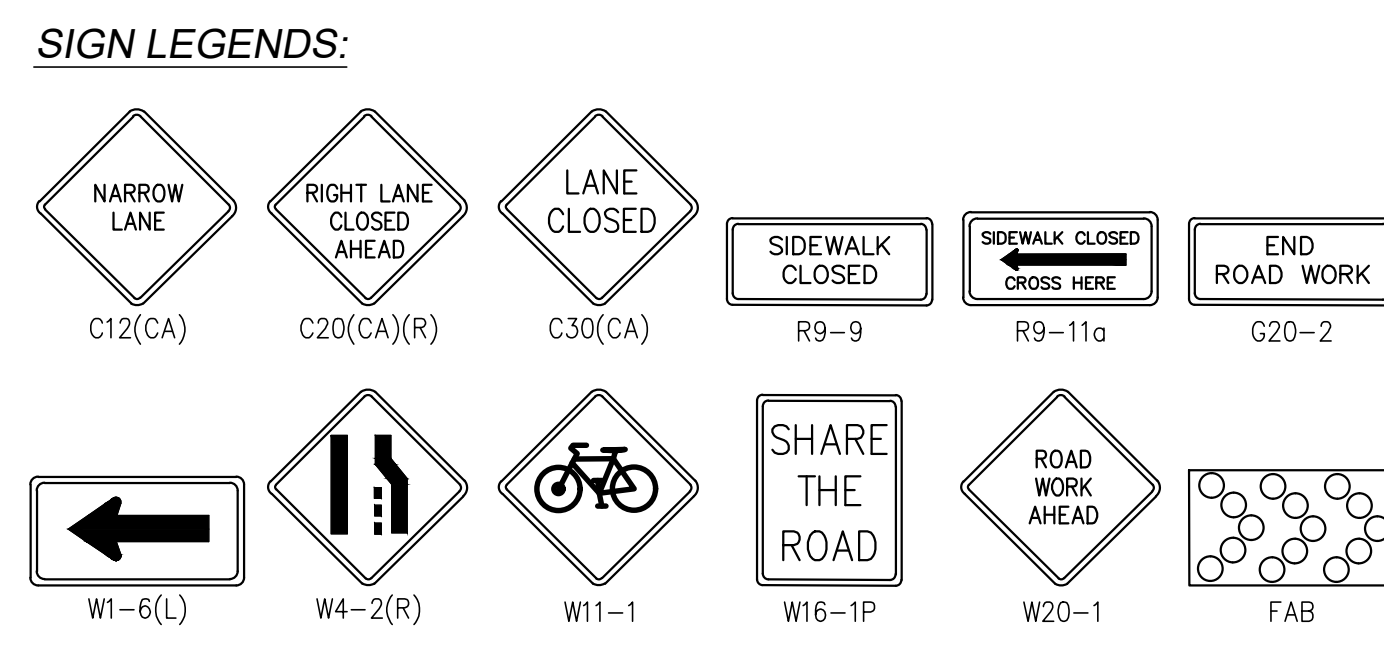 SIGN LEGENDS:
NARROW
LANE
C12(CA)
RIGHT LANE
CLOSED
AHEAD
C20(CA)(R)
LANE
CLOSED
C30(CA)
SIDEWALK
CLOSED
R9-9
SIDEWALK CLOSED
CROSS HERE
R9-11a
END
ROAD WORK
G20-2
W1-6(L)
W4-2(R)
W11-1
SHARE
THE
ROAD
W16-1P
ROAD
WORK
AHEAD
W20-1
FAB